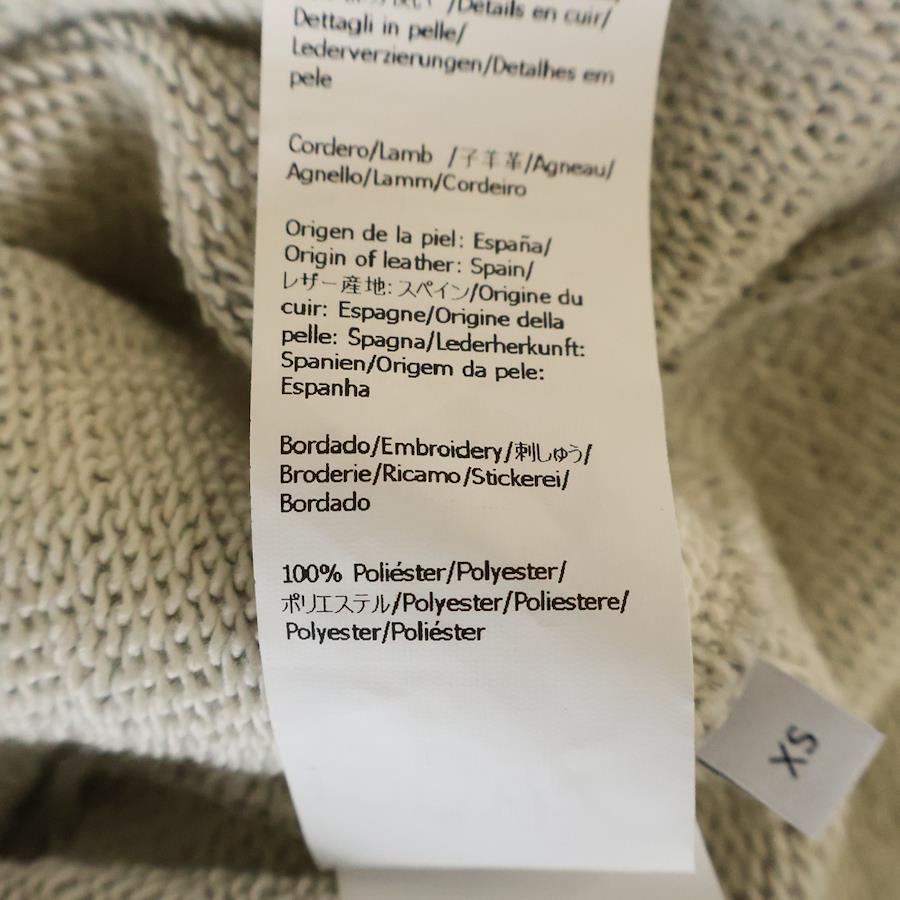 /Détails en cuir/
Dettagli in pelle/
Lederverzierungen/Detalhes em
pele
Cordero/Lamb /子羊革/Agneau/
Agnello/Lamm/Cordeiro
Origen de la piel: España/
Origin of leather: Spain/
レザー産地: スペイン/Origine du
cuir: Espagne/Origine della
pelle: Spagna/Lederherkunft:
Spanien/Origem da pele:
Espanha
Bordado/Embroidery/刺しゅう/
Broderie/Ricamo/Stickerei/
Bordado
100% Poliéster/Polyester/
ポリエステル/Polyester/Poliestere/
Polyester/Poliéster
XS